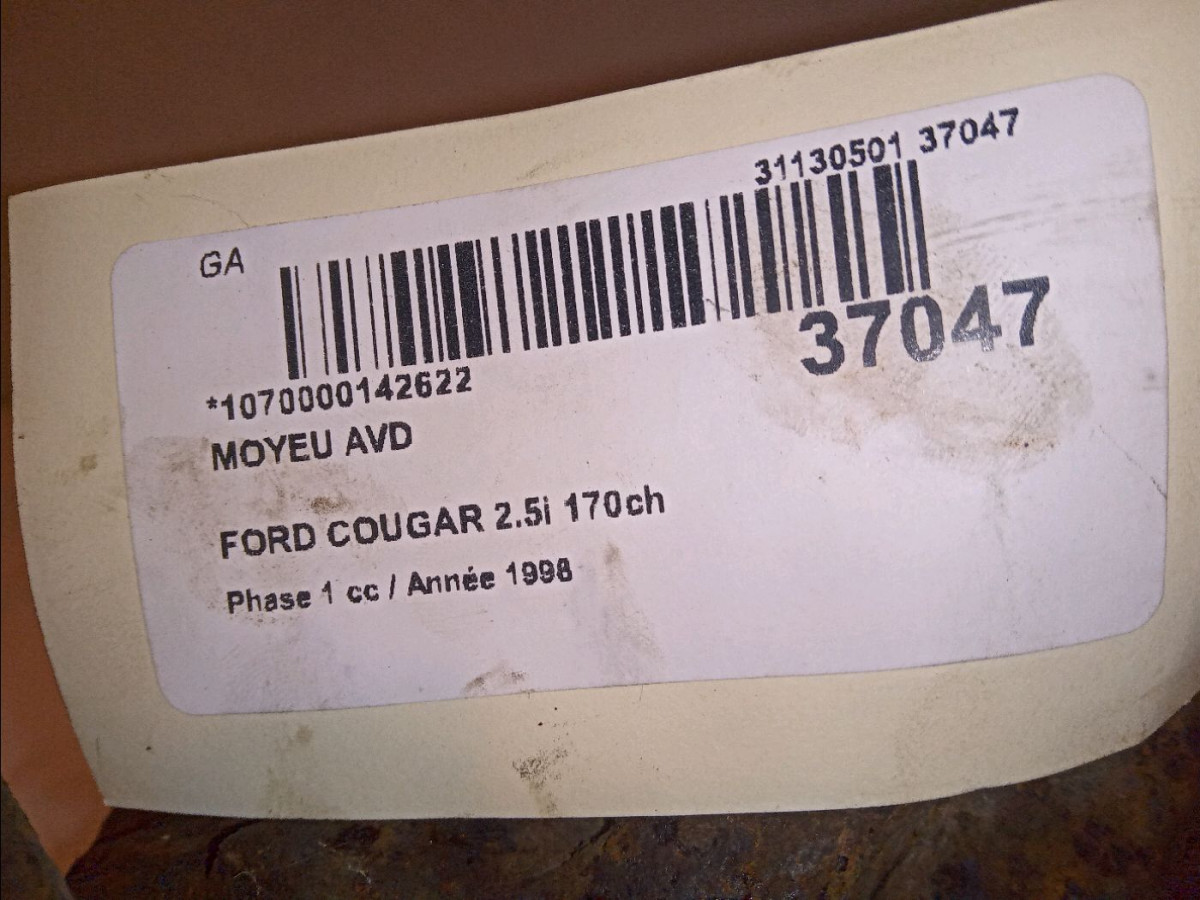 31130501 37047
GA
37047
*1070000142622
MOYEU AVD
FORD COUGAR 2.5i 170ch
Phase 1 cc / Année 1998